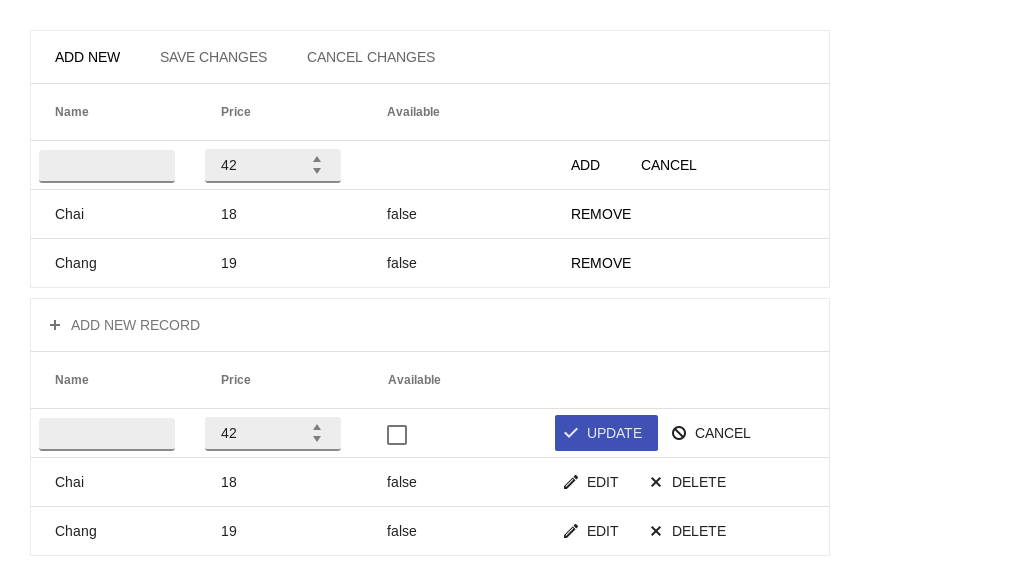 ADD NEW SAVE CHANGES CANCEL CHANGES
Name Price Available
42 ADD CANCEL
Chai 18 false REMOVE
Chang 19 false REMOVE
ADD NEW RECORD
Name Price Available
42 UPDATE CANCEL
Chai 18 false EDIT DELETE
Chang 19 false EDIT DELETE